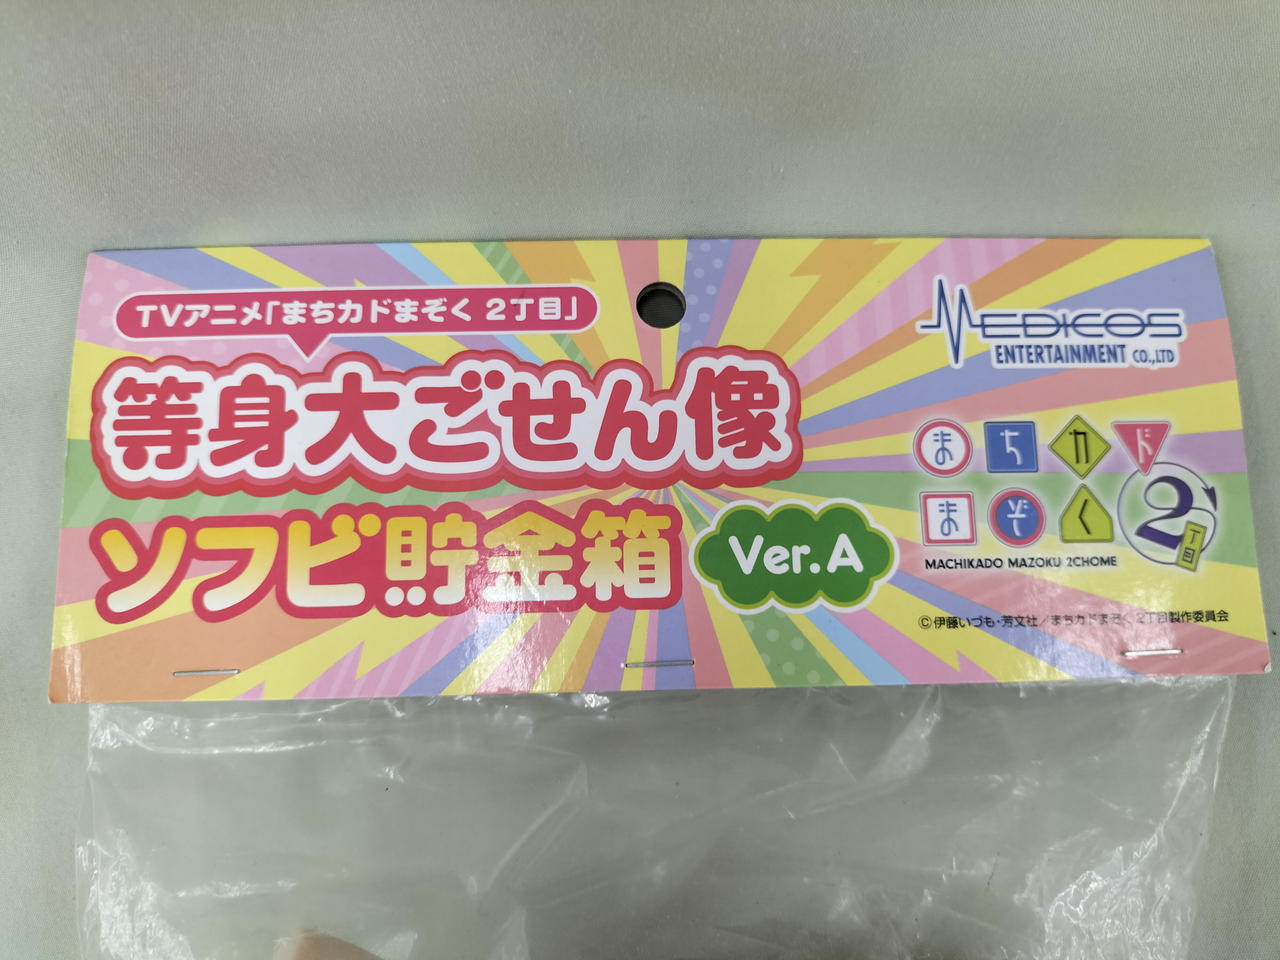 TVアニメ「まちカドまぞく 2丁目」
等身大ごせん像
ソフビ貯金箱
Ver.A
MEDICOS
ENTERTAINMENT CO.,LTD
まちカド
まぞく
2丁目
MACHIKADO MAZOKU 2CHOME
©伊藤いづも・芳文社／まちカドまぞく 2丁目製作委員会